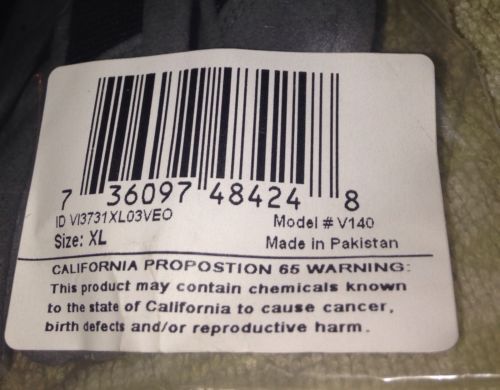 7 36097 48424 8
ID VI3731XL03VEO Model # V140
Size: XL Made in Pakistan
CALIFORNIA PROPOSTION 65 WARNING:
This product may contain chemicals known
to the state of California to cause cancer,
birth defects and/or reproductive harm.